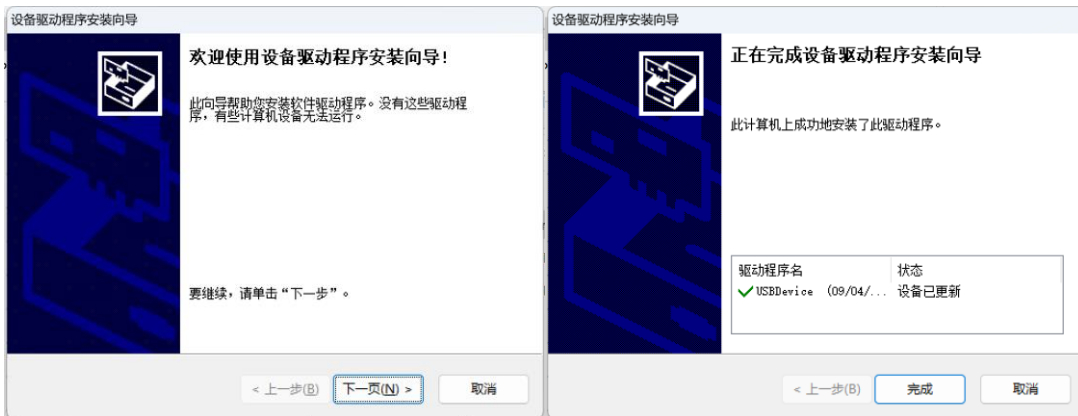 设备驱动程序安装向导
欢迎使用设备驱动程序安装向导!
此向导帮助您安装软件驱动程序。没有这些驱动程
序，有些计算机设备无法运行。
要继续，请单击“下一步”。
< 上一步(B)
下一页(N) >
取消
设备驱动程序安装向导
正在完成设备驱动程序安装向导
此计算机上成功地安装了此驱动程序。
驱动程序名 状态
USBDevice (09/04/... 设备已更新
< 上一步(B)
完成
取消